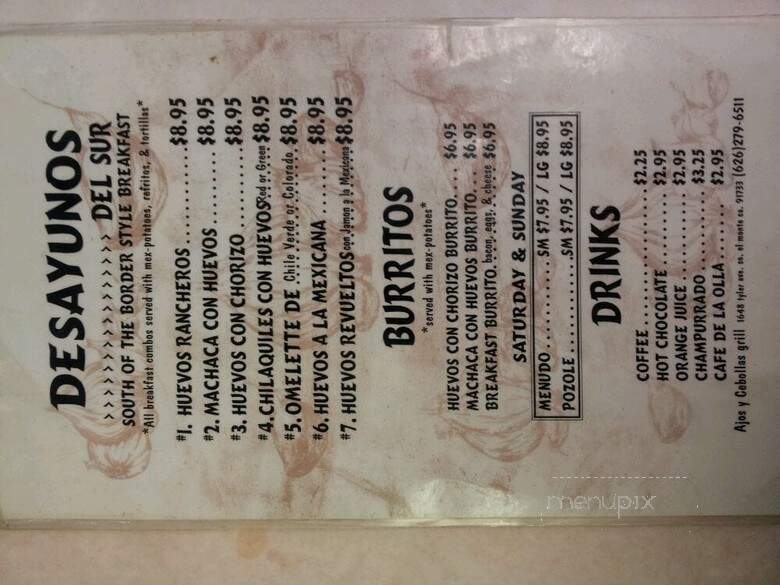 DESAYUNOS
>>>>>>>>>>>>>>> DEL SUR
SOUTH OF THE BORDER STYLE BREAKFAST
*All breakfast combos served with mex-potatoes, refritos, & tortillas*
#1. HUEVOS RANCHEROS ............ $8.95
#2. MACHACA CON HUEVOS ......... $8.95
#3. HUEVOS CON CHORIZO .......... $8.95
#4. CHILAQUILES CON HUEVOS Red or Green $8.95
#5. OMELETTE DE Chile Verde or Colorado .. $8.95
#6. HUEVOS A LA MEXICANA ........ $8.95
#7. HUEVOS REVUELTOS con Jamon a la Mexicana $8.95
BURRITOS
*served with mex-potatoes*
HUEVOS CON CHORIZO BURRITO..... $6.95
MACHACA CON HUEVOS BURRITO..... $6.95
BREAKFAST BURRITO. bacon, eggs, & cheese $6.95
SATURDAY & SUNDAY
MENUDO............ SM $7.95 / LG $8.95
POZOLE............ SM $7.95 / LG $8.95
DRINKS
COFFEE .................. $2.25
HOT CHOCOLATE ........... $2.95
ORANGE JUICE ............ $2.95
CHAMPURRADO ............. $3.25
CAFE DE LA OLLA.......... $2.95
Ajos y Cebollas grill 1648 tyler ave. so. el monte ca. 91733 (626)279-6511
menupix